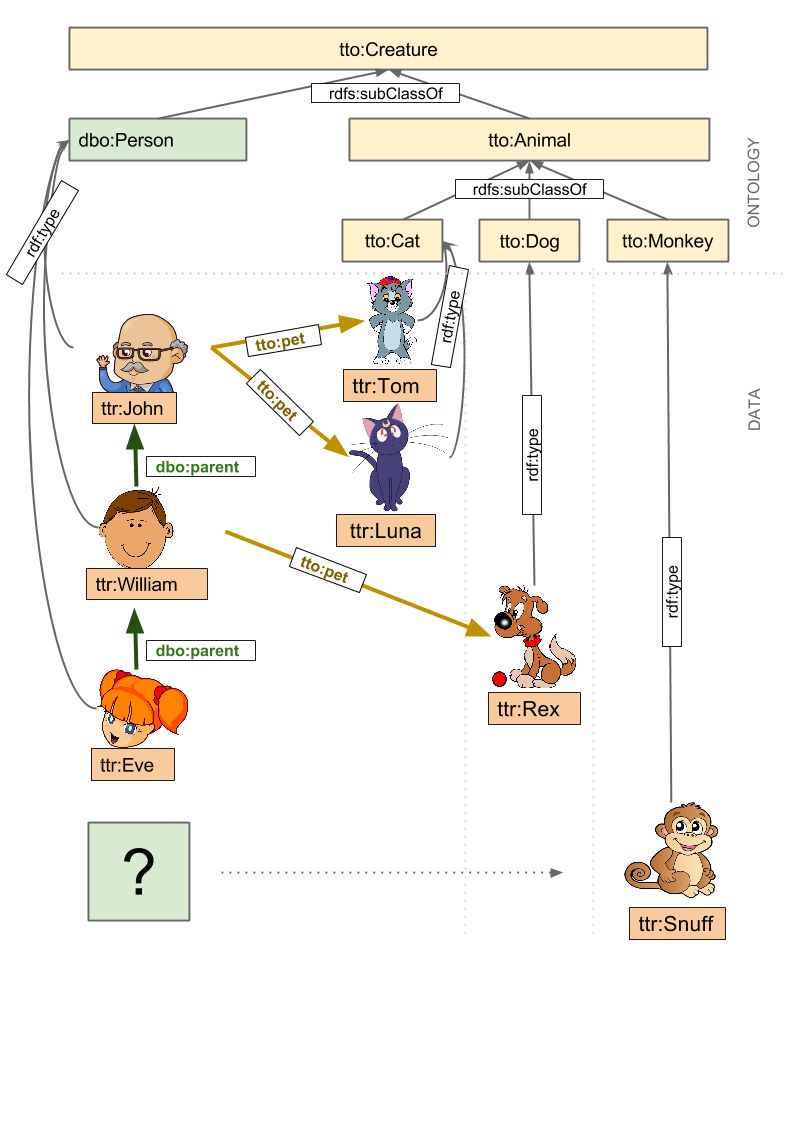 tto:Creature
rdfs:subClassOf
dbo:Person
tto:Animal
ONTOLOGY
rdfs:subClassOf
rdf:type
tto:Cat
tto:Dog
tto:Monkey
rdf:type
tto:pet
ttr:Tom
tto:pet
ttr:John
DATA
rdf:type
dbo:parent
ttr:Luna
ttr:William
tto:pet
rdf:type
dbo:parent
ttr:Rex
ttr:Eve
?
ttr:Snuff